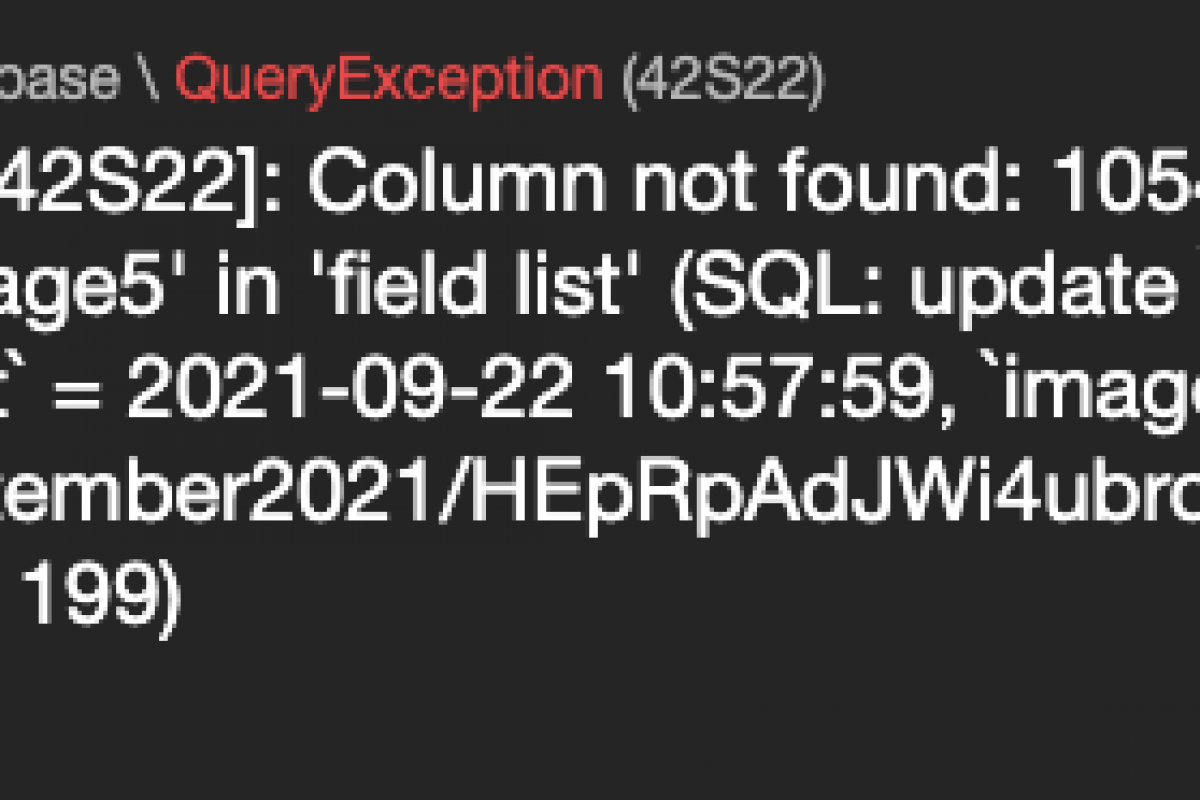 base \ QueryException (42S22)
42S22]: Column not found: 105
age5' in 'field list' (SQL: update `
` = 2021-09-22 10:57:59, `image
tember2021/HEpRpAdJWi4ubro
199)